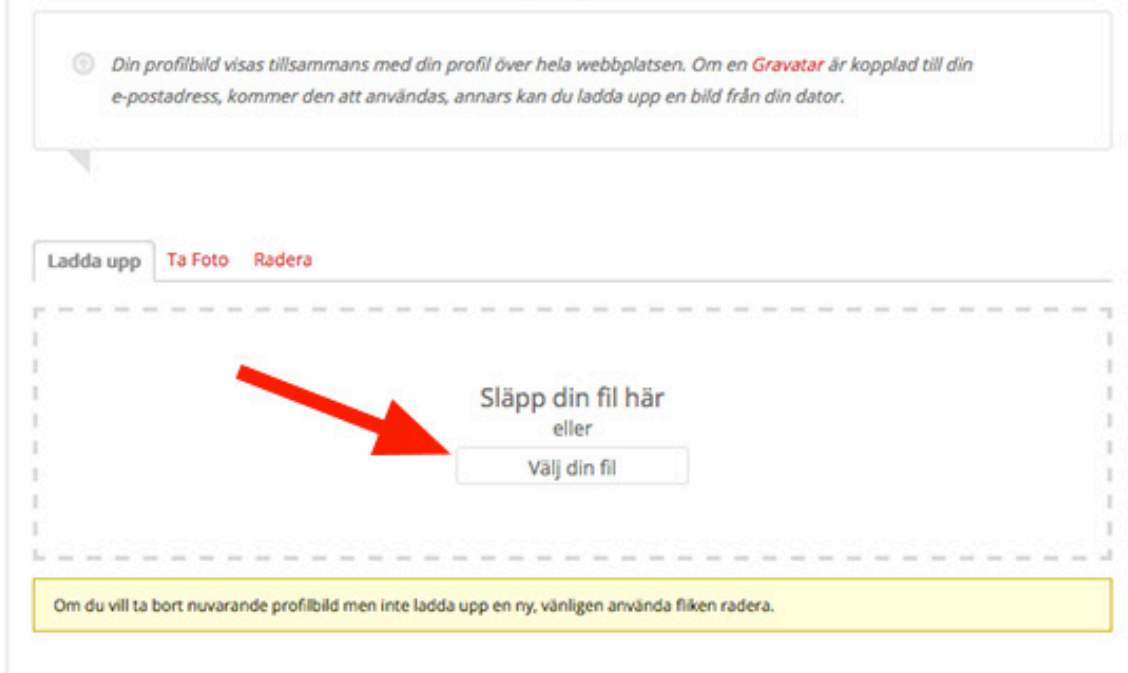 Din profilbild visas tillsammans med din profil över hela webbplatsen. Om en Gravatar är kopplad till din
e-postadress, kommer den att användas, annars kan du ladda upp en bild från din dator.
Ladda upp Ta Foto Radera
Släpp din fil här
eller
Välj din fil
Om du vill ta bort nuvarande profilbild men inte ladda upp en ny, vänligen använda fliken radera.